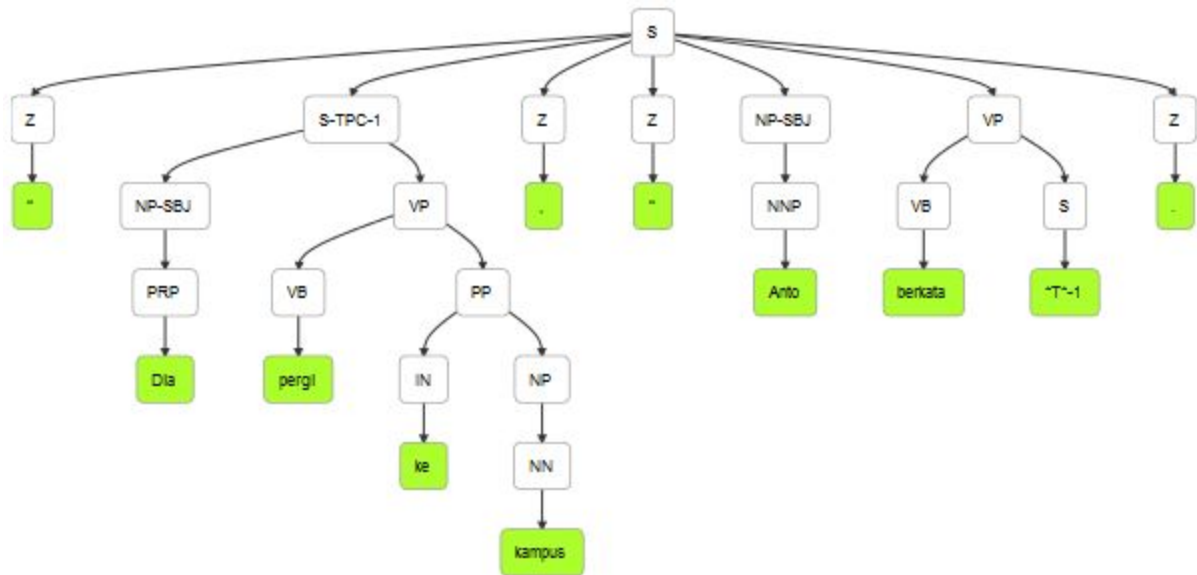 S
Z S-TPC-1 Z Z NP-SBJ VP Z
" NP-SBJ VP , " NNP VB S .
PRP VB PP Anto berkata *T*-1
Dia pergi IN NP
ke NN
kampus